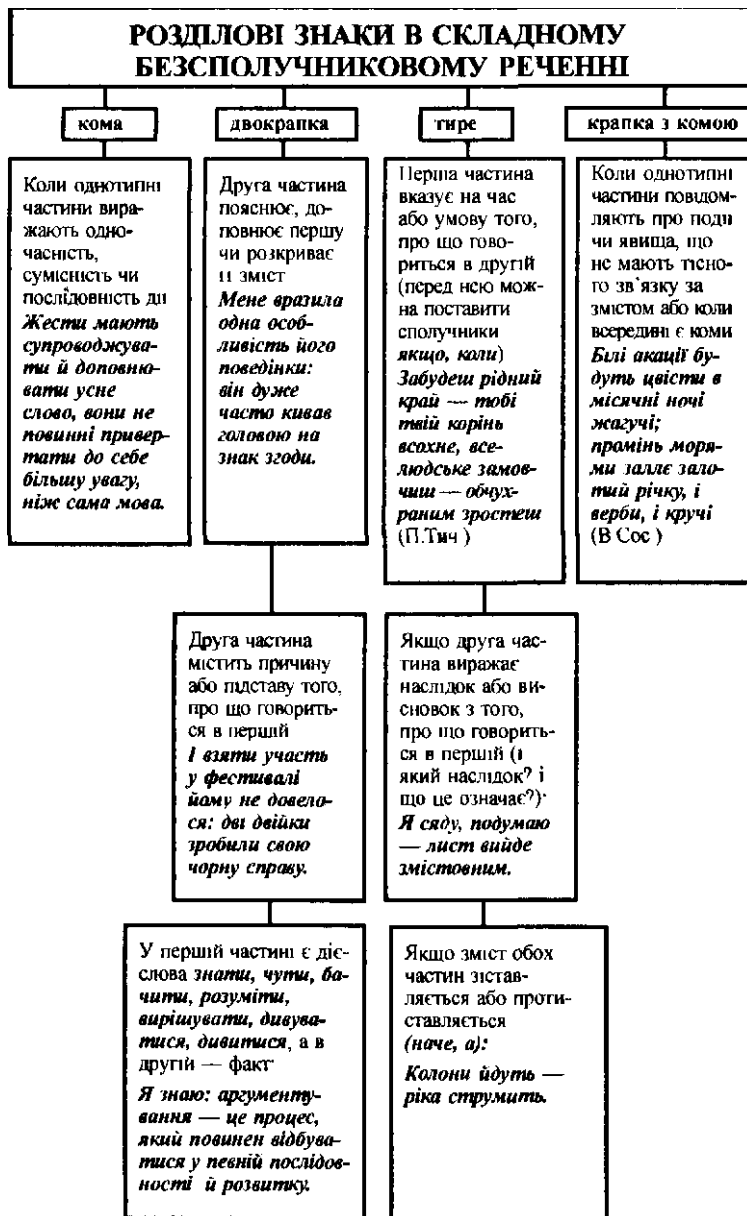 РОЗДІЛОВІ ЗНАКИ В СКЛАДНОМУ
БЕЗСПОЛУЧНИКОВОМУ РЕЧЕННІ
кома
двокрапка
тире
крапка з комою
Коли однотипні
частини вира-
жають одно-
часність,
сумісність чи
послідовність дії
Жести мають
супроводжува-
ти й доповню-
вати усне
слово, вони не
повинні привер-
тати до себе
більшу увагу,
ніж сама мова.
Друга частина
пояснює, до-
повнює першу
чи розкриває
її зміст
Мене вразила
одна особ-
ливість його
поведінки:
він дуже
часто кивав
головою на
знак згоди.
Перша частина
вказує на час
або умову того,
про що гово-
риться в другій
(перед нею мож-
на поставити
сполучники
якщо, коли)
Забудеш рідний
край — тобі
твій корінь
всохне, все-
людське замов-
чиш — обчух-
раним зростеш
(П.Тич )
Коли однотипні
частини повідом-
ляють про події
чи явища, що
не мають тісно-
го зв'язку за
змістом або коли
всередині є коми
Білі акації бу-
дуть цвісти в
місячні ночі
жагучі;
промінь моря-
ми заллє золо-
тий річку, і
верби, і кручі
(В Сос )
Друга частина
містить причину
або підставу того,
про що говорить-
ся в першій
І взяти участь
у фестивалі
йому не довело-
ся: дві двійки
зробили свою
чорну справу.
Якщо друга час-
тина виражає
наслідок або ви-
сновок з того,
про що говорить-
ся в першій (і
який наслідок? і
що це означає?)·
Я сяду, подумаю
— лист вийде
змістовним.
У першій частині є діє-
слова знати, чути, ба-
чити, розуміти,
вирішувати, дивува-
тися, дивитися, а в
другій — факт
Я знаю: аргументу-
вання — це процес,
який повинен відбува-
тися у певній послідов-
ності й розвитку.
Якщо зміст обох
частин зістав-
ляється або проти-
ставляється
(наче, а):
Колони йдуть —
ріка струмить.